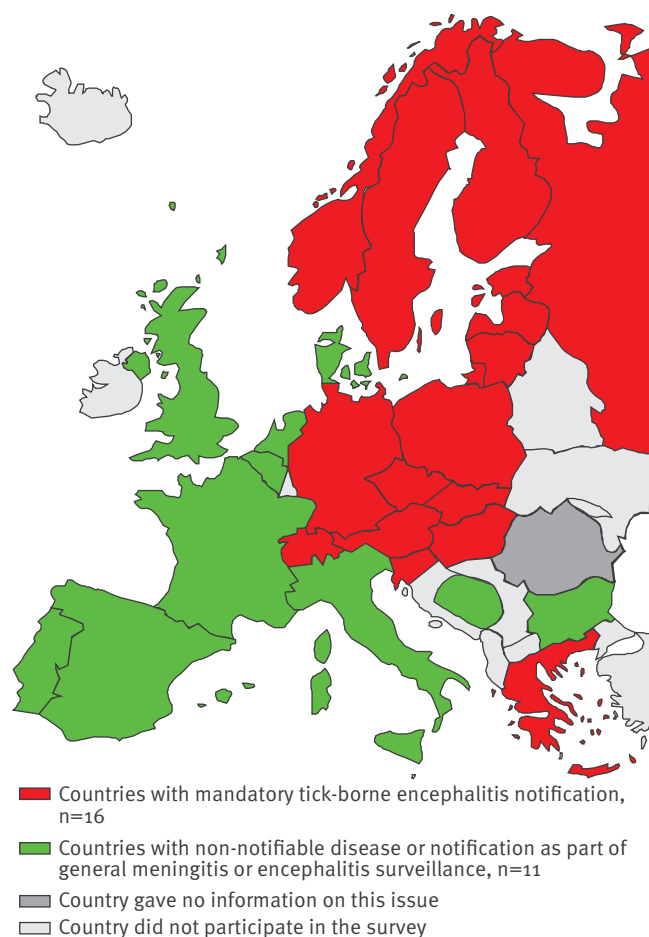 Countries with mandatory tick-borne encephalitis notification,
n=16
Countries with non-notifiable disease or notification as part of
general meningitis or encephalitis surveillance, n=11
Country gave no information on this issue
Country did not participate in the survey